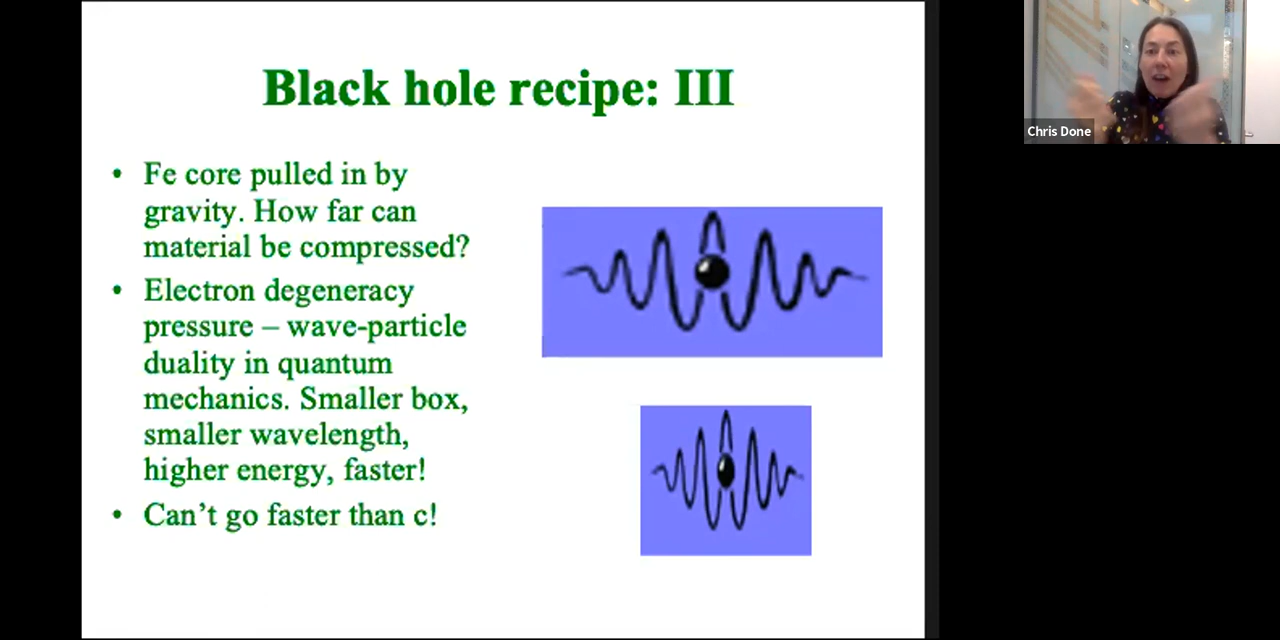 Black hole recipe: III
• Fe core pulled in by
gravity. How far can
material be compressed?
• Electron degeneracy
pressure – wave-particle
duality in quantum
mechanics. Smaller box,
smaller wavelength,
higher energy, faster!
• Can’t go faster than c!
Chris Done